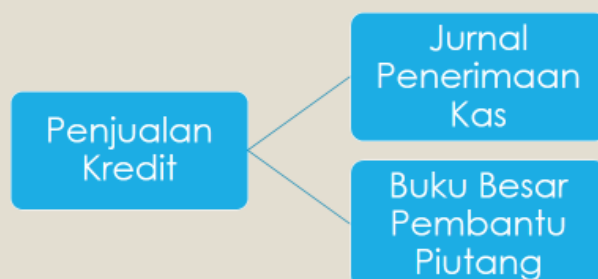 Penjualan
Kredit
Jurnal
Penerimaan
Kas
Buku Besar
Pembantu
Piutang